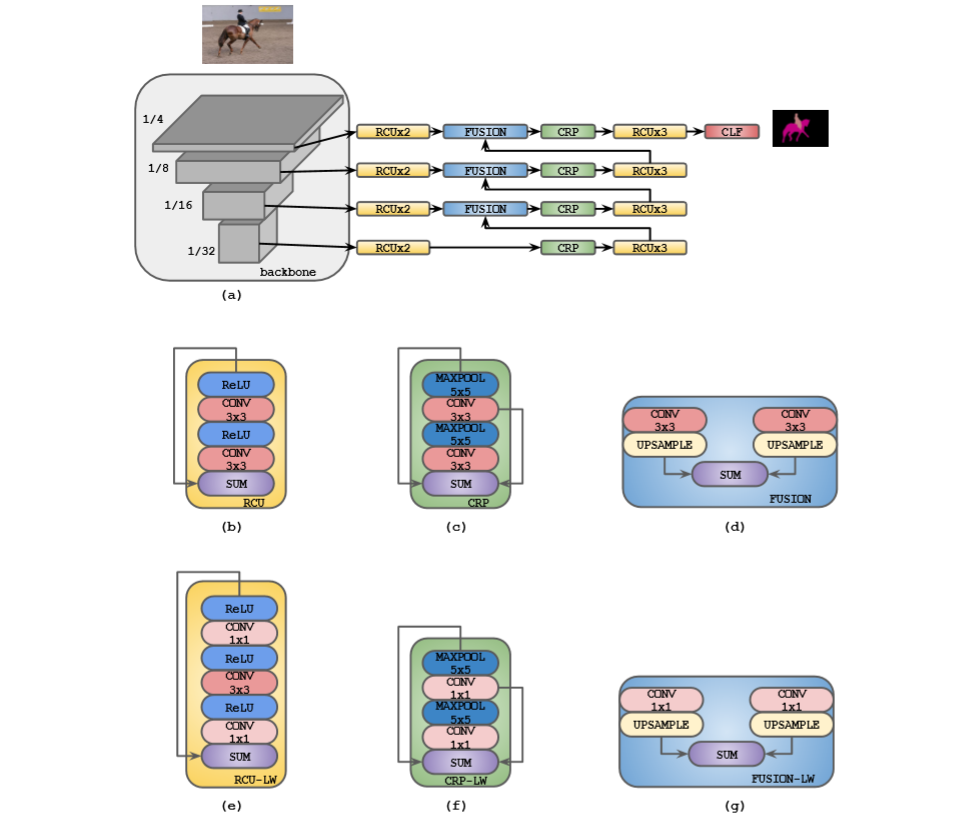 1/4
RCUx2 FUSION CRP RCUx3 CLF
1/8
RCUx2 FUSION CRP RCUx3
1/16
RCUx2 FUSION CRP RCUx3
1/32
RCUx2 CRP RCUx3
backbone
(a)
ReLU
CONV
3x3
ReLU
CONV
3x3
SUM
RCU
(b)
MAXPOOL
5x5
CONV
3x3
MAXPOOL
5x5
CONV
3x3
SUM
CRP
(c)
CONV
3x3
CONV
3x3
UPSAMPLE
UPSAMPLE
SUM
FUSION
(d)
ReLU
CONV
1x1
ReLU
CONV
3x3
ReLU
CONV
1x1
SUM
RCU-LW
(e)
MAXPOOL
5x5
CONV
1x1
MAXPOOL
5x5
CONV
1x1
SUM
CRP-LW
(f)
CONV
1x1
CONV
1x1
UPSAMPLE
UPSAMPLE
SUM
FUSION-LW
(g)